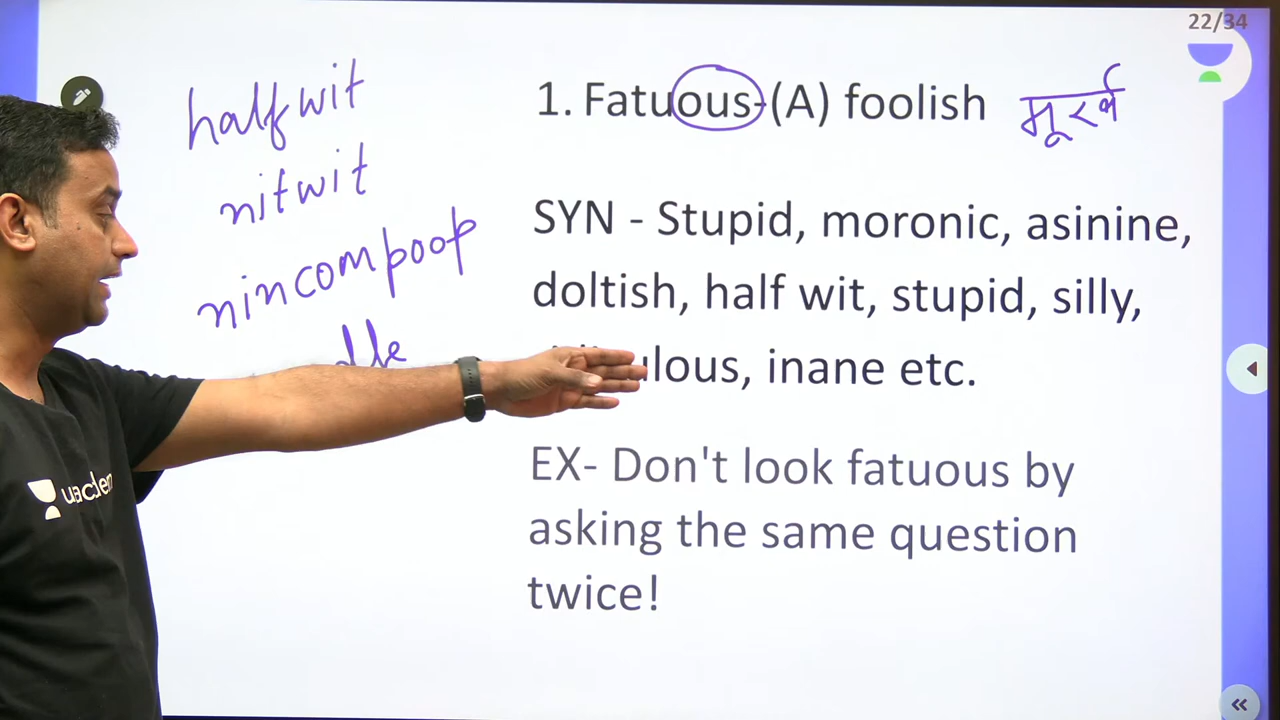 22/34
halfwit
nitwit
nincompoop
1. Fatuous-(A) foolish मूर्ख
SYN - Stupid, moronic, asinine,
doltish, half wit, stupid, silly,
inane etc.
EX- Don't look fatuous by
asking the same question
twice!